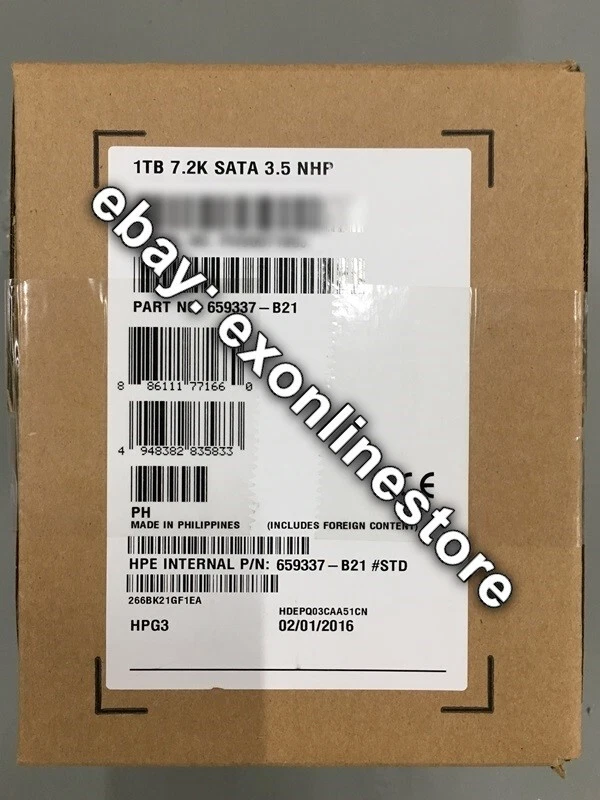 1TB 7.2K SATA 3.5 NHP
PART NO 659337-B21
8 86111 77166 0
4 948382 835833
CE
PH
MADE IN PHILIPPINES (INCLUDES FOREIGN CONTENT)
HPE INTERNAL P/N: 659337-B21 #STD
266BK21GF1EA
HDEPQ03CAA51CN
HPG3 02/01/2016
ebay: exonlinestore